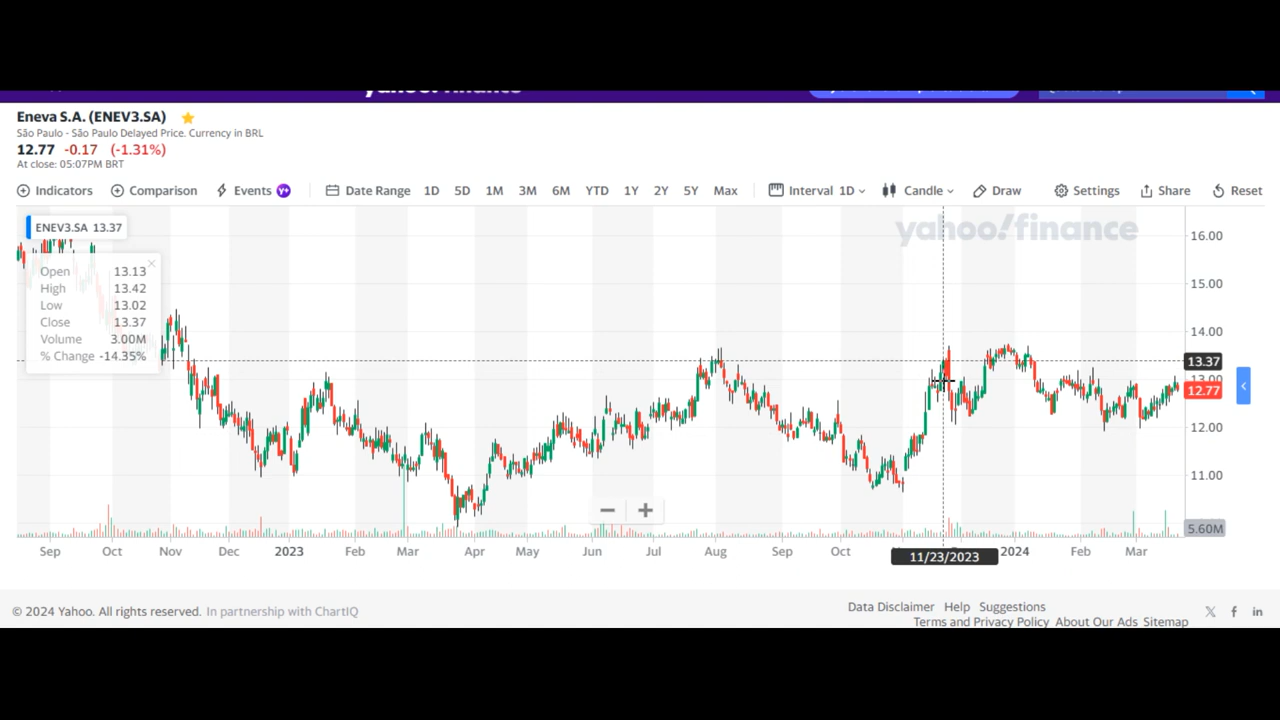 Eneva S.A. (ENEV3.SA)
São Paulo - São Paulo Delayed Price. Currency in BRL
12.77 -0.17 (-1.31%)
At close: 05:07PM BRT
Indicators Comparison Events Y+ Date Range 1D 5D 1M 3M 6M YTD 1Y 2Y 5Y Max Interval 1D Candle Draw Settings Share Reset
ENEV3.SA 13.37
yahoo!finance
Open 13.13
High 13.42
Low 13.02
Close 13.37
Volume 3.00M
% Change -14.35%
16.00
15.00
14.00
13.37
13.00
12.77
12.00
11.00
5.60M
Sep Oct Nov Dec 2023 Feb Mar Apr May Jun Jul Aug Sep Oct 11/23/2023 2024 Feb Mar
© 2024 Yahoo. All rights reserved. In partnership with ChartIQ
Data Disclaimer Help Suggestions
Terms and Privacy Policy About Our Ads Sitemap